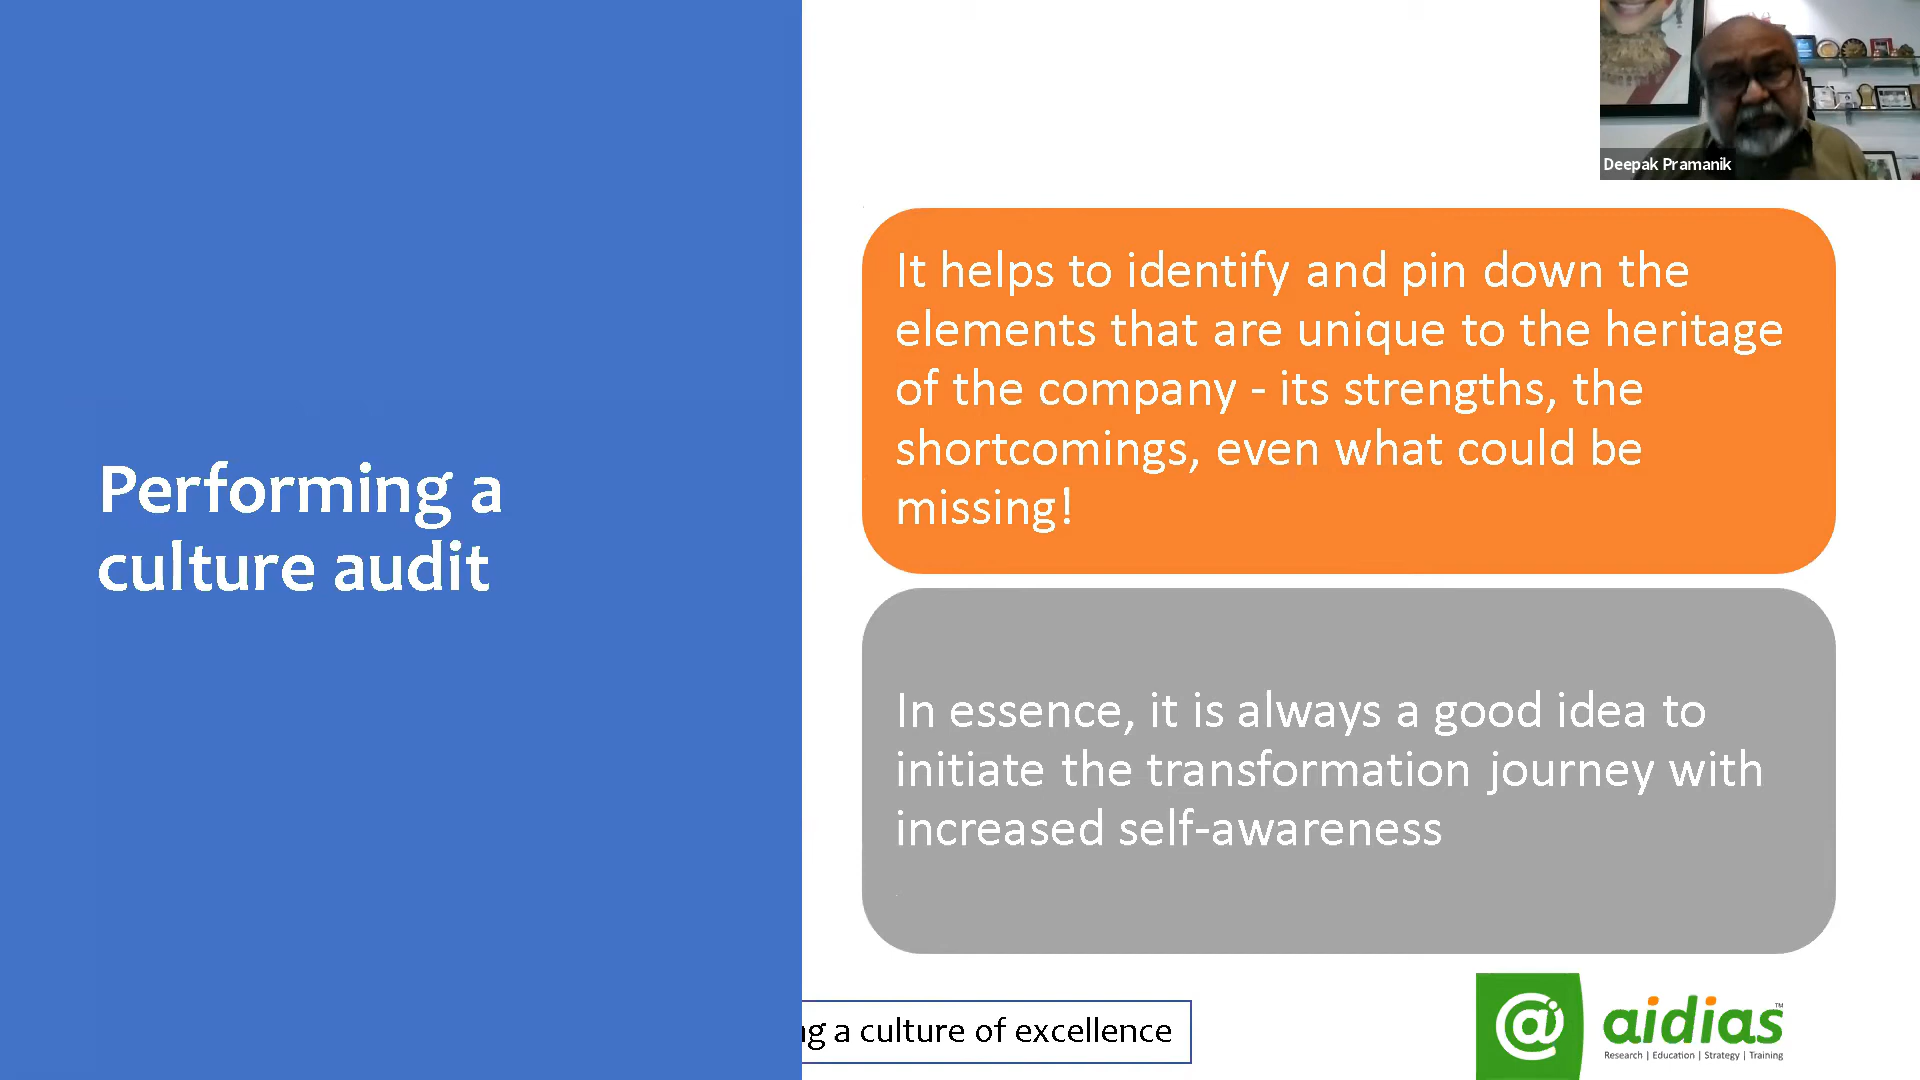 Performing a
culture audit
Deepak Pramanik
It helps to identify and pin down the
elements that are unique to the heritage
of the company - its strengths, the
shortcomings, even what could be
missing!
In essence, it is always a good idea to
initiate the transformation journey with
increased self-awareness
g a culture of excellence
@ aidias™
Research | Education | Strategy | Training